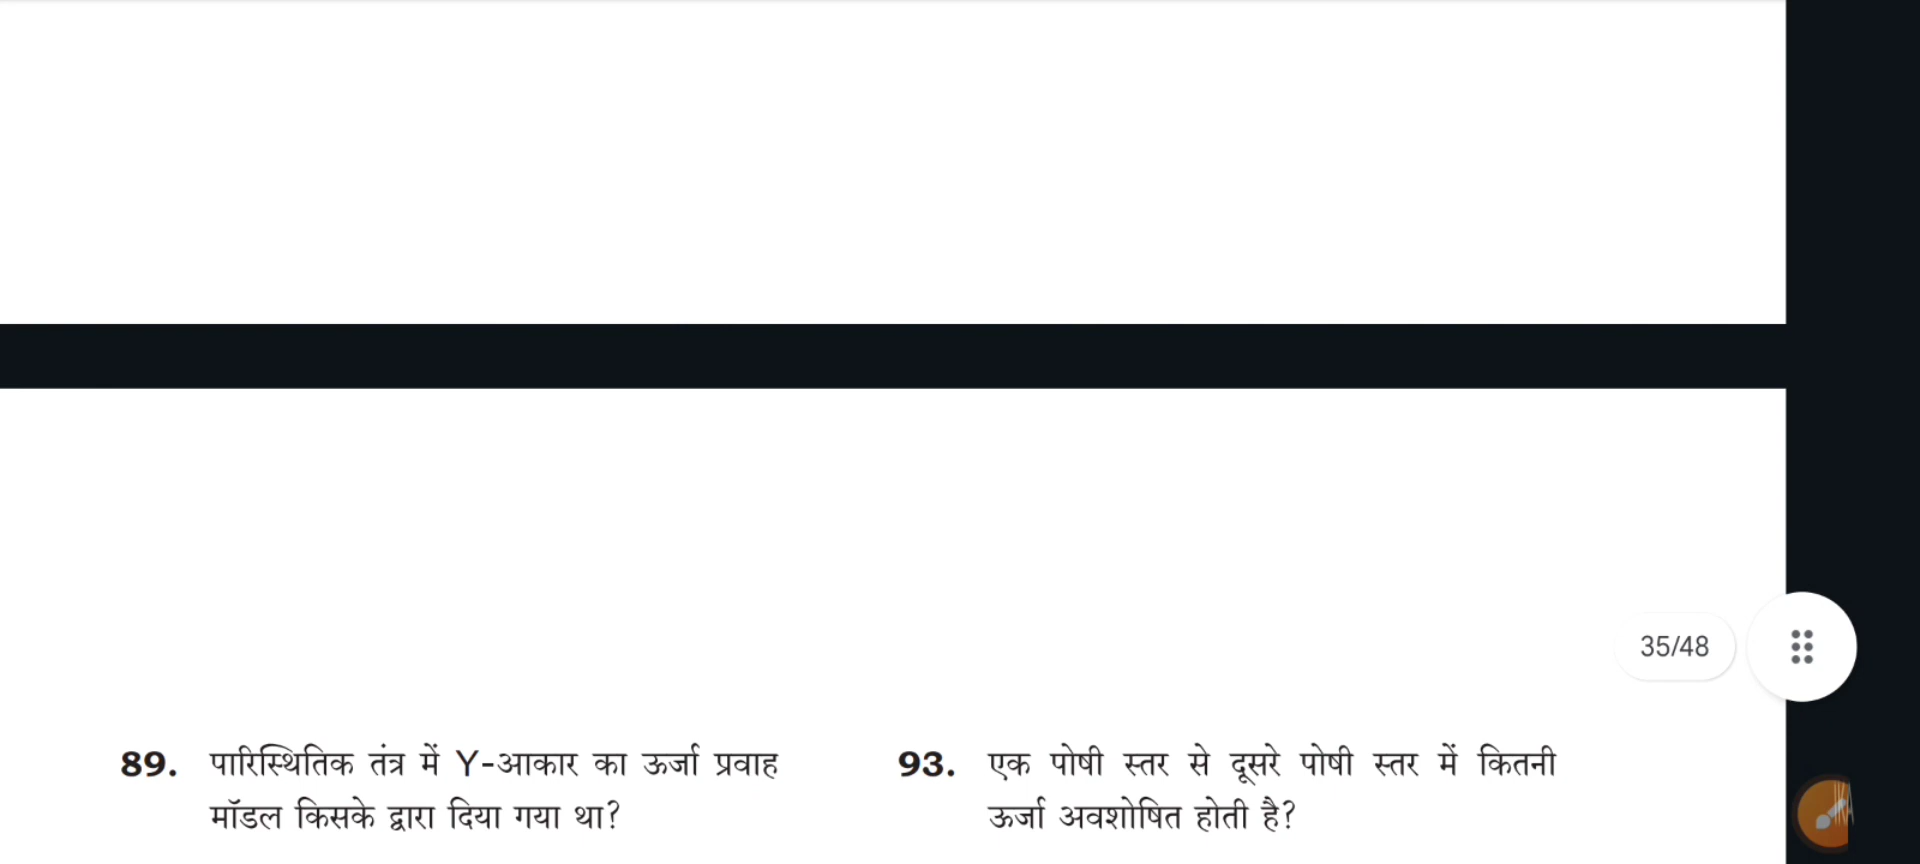 35/48
89. पारिस्थितिक तंत्र में Y-आकार का ऊर्जा प्रवाह
मॉडल किसके द्वारा दिया गया था?
93. एक पोषी स्तर से दूसरे पोषी स्तर में कितनी
ऊर्जा अवशोषित होती है?